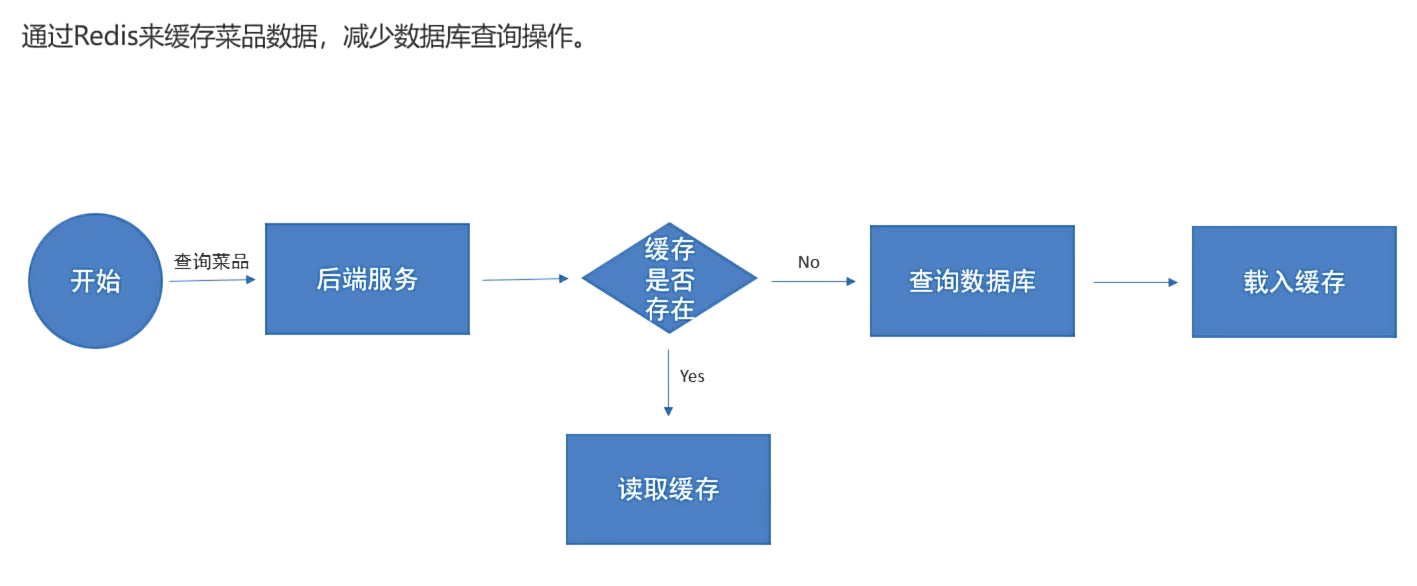 通过Redis来缓存菜品数据，减少数据库查询操作。
开始
查询菜品
后端服务
缓存
是否
存在
No
查询数据库
载入缓存
Yes
读取缓存